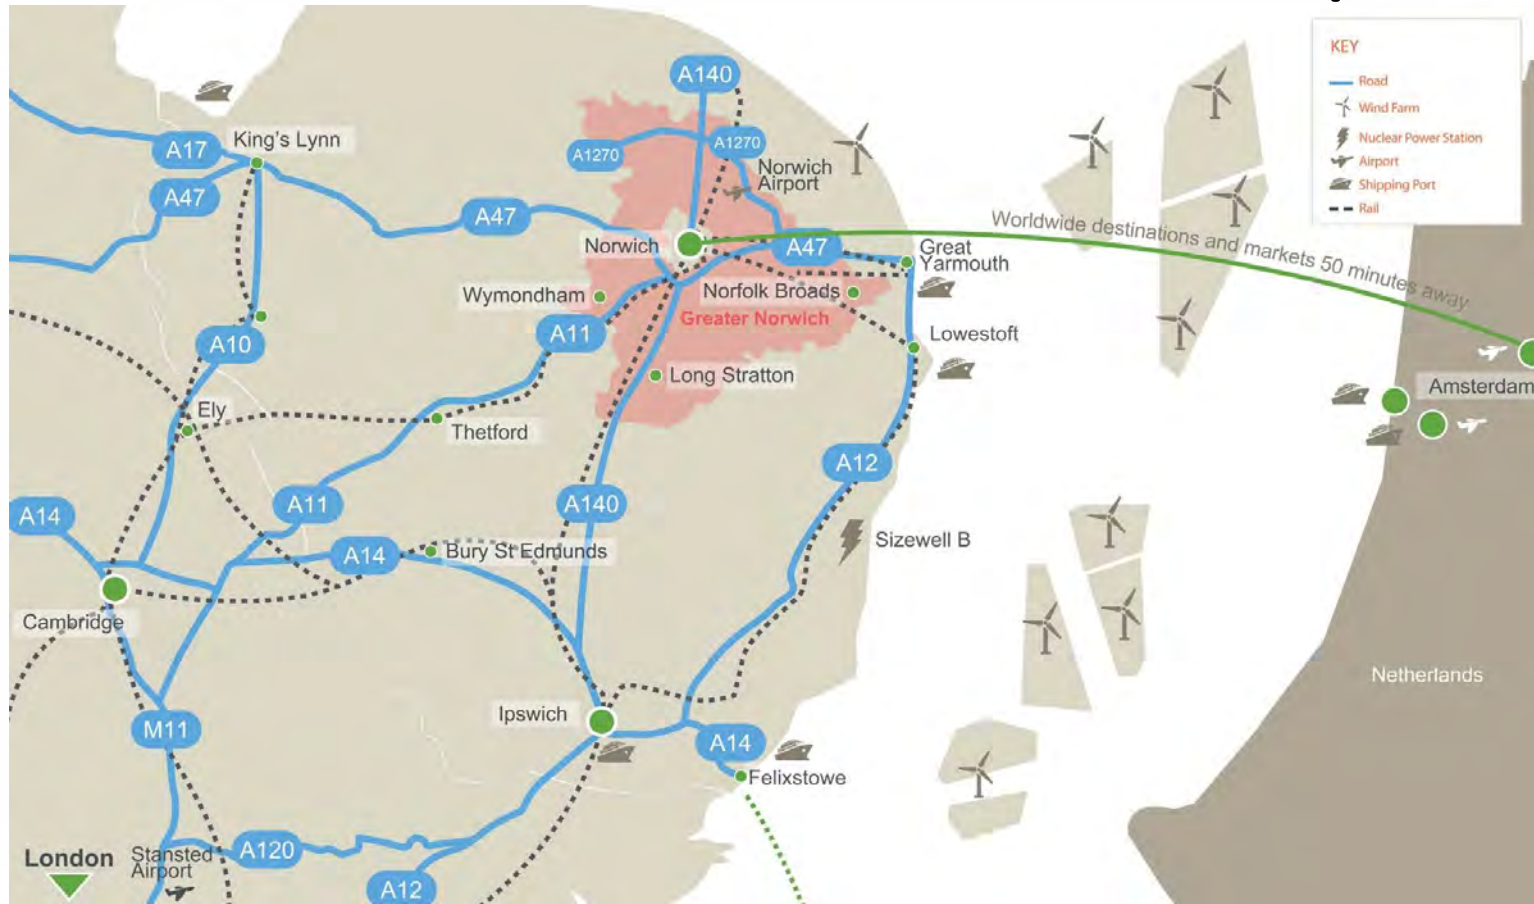 KEY
Road
Wind Farm
Nuclear Power Station
Airport
Shipping Port
Rail
A140
A17
King's Lynn
A1270
A1270
A47
Norwich
Airport
A47
Norwich
A47
Great
Yarmouth
Worldwide destinations and markets 50 minutes away
Wymondham
Norfolk Broads
Greater Norwich
A11
Lowestoft
A10
Long Stratton
Amsterdam
Ely
Thetford
A12
A14
A11
A140
Sizewell B
A14
Bury St Edmunds
Cambridge
Netherlands
Ipswich
M11
A14
Felixstowe
London
Stansted
Airport
A120
A12